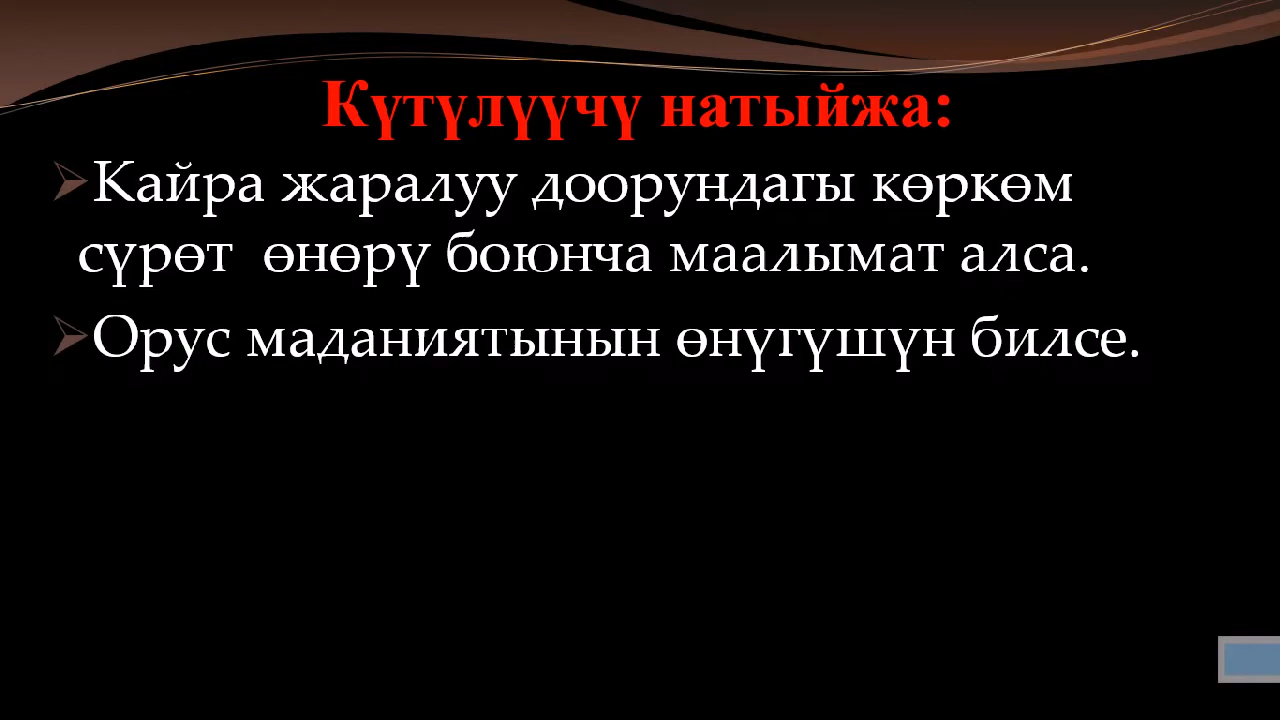 Күтүлүүчү натыйжа:
Кайра жаралуу доорундагы көркөм
сүрөт өнөрү боюнча маалымат алса.
Орус маданиятынын өнүгүшүн билсе.